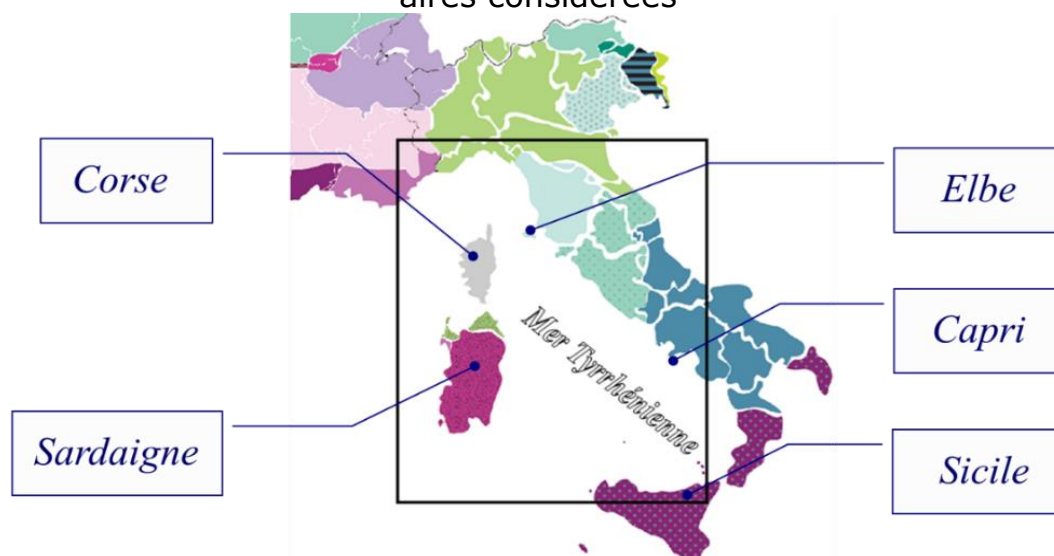 aires considérées
Corse
Elbe
Mer Tyrrhénienne
Capri
Sardaigne
Sicile